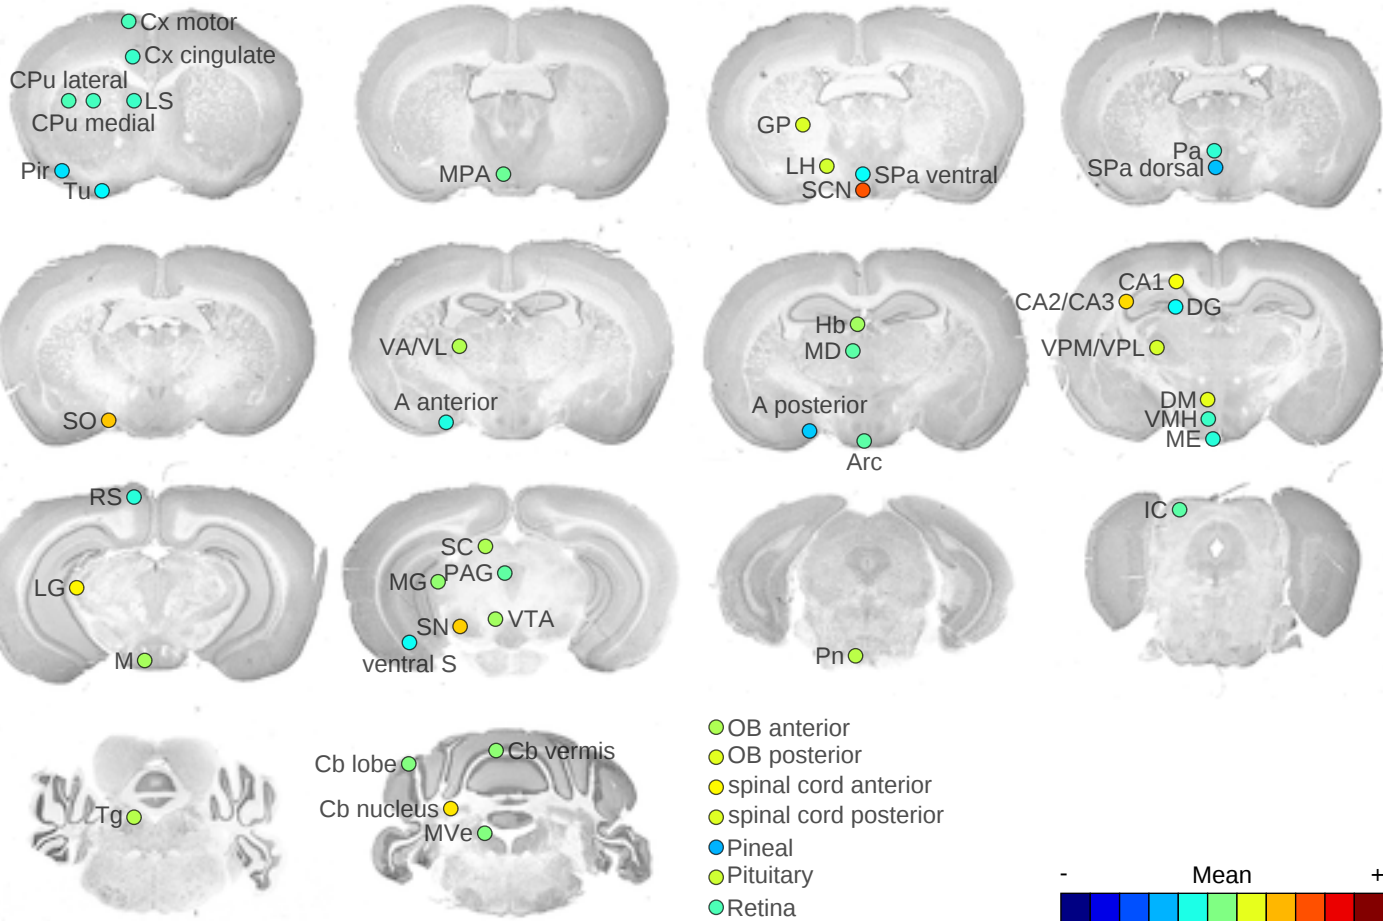 Cx motor
Cx cingulate
CPu lateral
LS
CPu medial
Pir
Tu
MPA
GP
LH
SPa ventral
SCN
Pa
SPa dorsal
SO
VA/VL
A anterior
Hb
MD
A posterior
Arc
CA1
CA2/CA3
DG
VPM/VPL
DM
VMH
ME
RS
LG
M
SC
PAG
MG
VTA
SN
ventral S
Pn
IC
Tg
Cb lobe
Cb vermis
Cb nucleus
MVe
OB anterior
OB posterior
spinal cord anterior
spinal cord posterior
Pineal
Pituitary
Retina
- Mean +